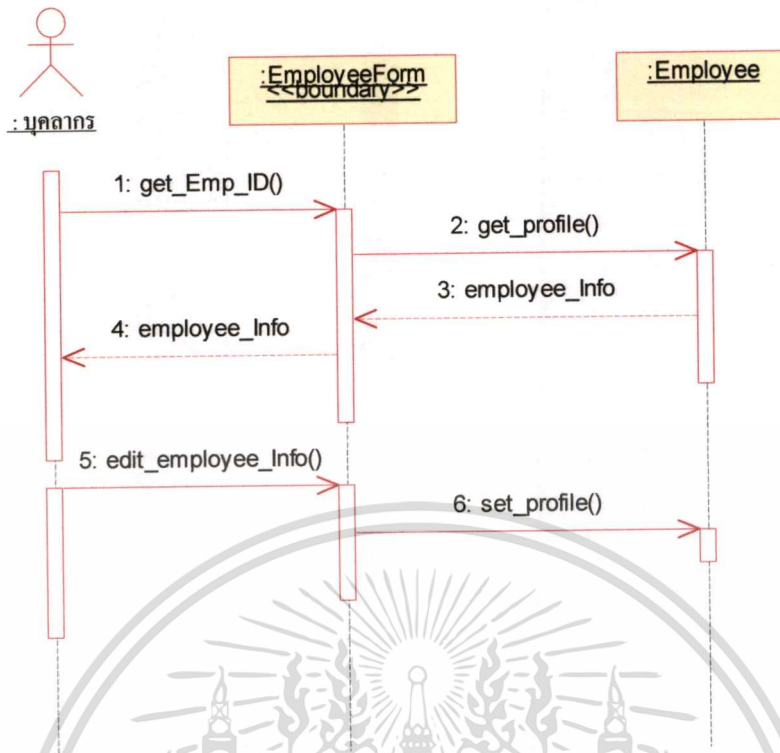 : บุคลากร
:EmployeeForm
<<boundary>>
:Employee
1: get_Emp_ID()
2: get_profile()
3: employee_Info
4: employee_Info
5: edit_employee_Info()
6: set_profile()